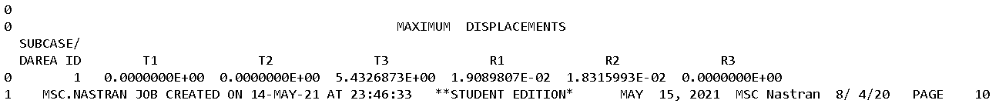 0
0 MAXIMUM DISPLACEMENTS
SUBCASE/
DAREA ID T1 T2 T3 R1 R2 R3
0 1 0.0000000E+00 0.0000000E+00 5.4326873E+00 1.9089807E-02 1.8315993E-02 0.0000000E+00
1 MSC.NASTRAN JOB CREATED ON 14-MAY-21 AT 23:46:33 **STUDENT EDITION* MAY 15, 2021 MSC Nastran 8/ 4/20 PAGE 10